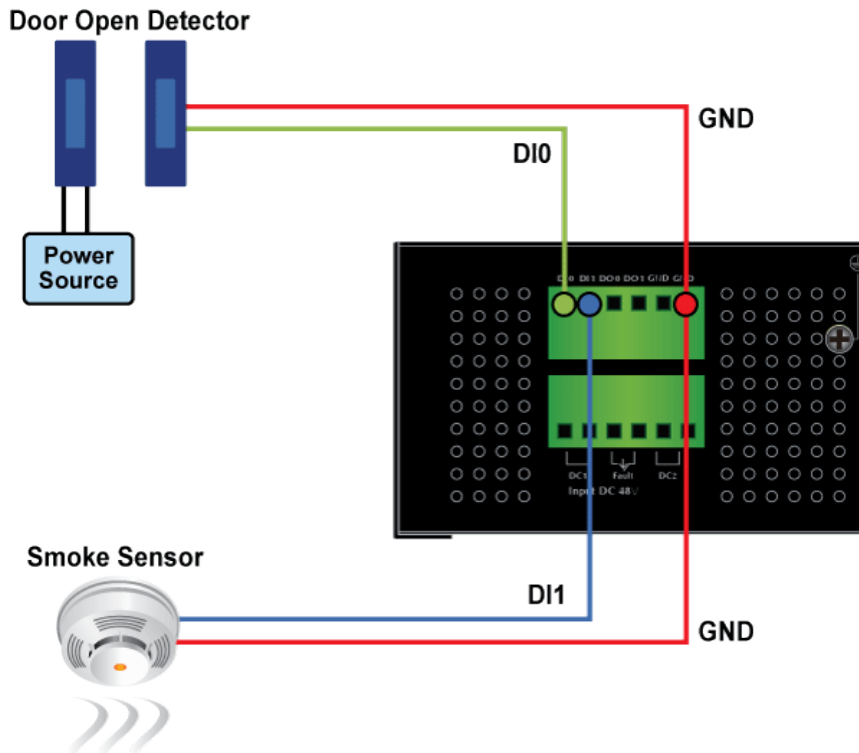 Door Open Detector
GND
DI0
Power
Source
DI0 DI1 DO0 DO1 GND GND
DC1 Fault DC2
Input DC 48V
Smoke Sensor
DI1
GND